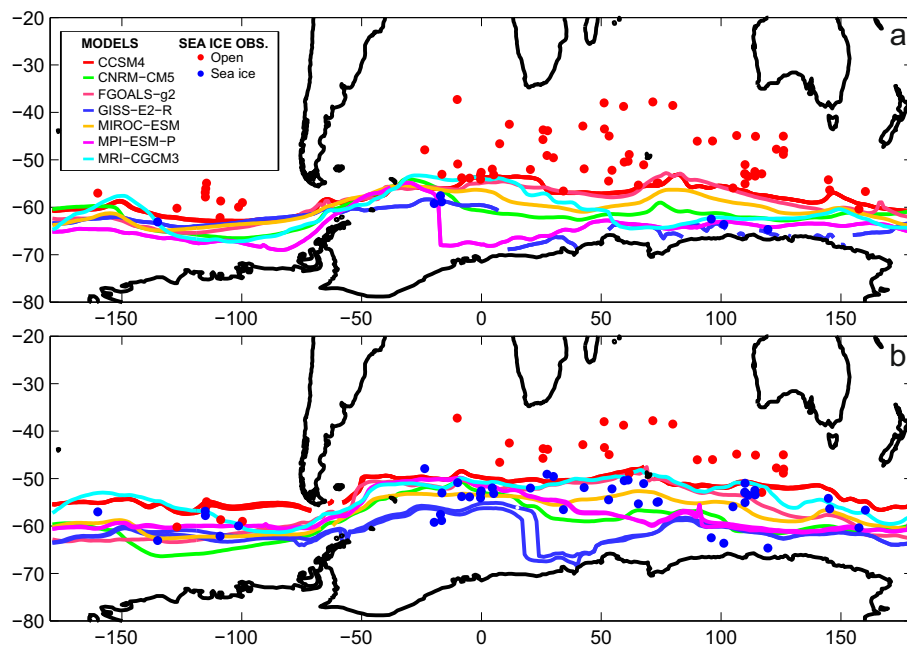 −20
a
MODELS SEA ICE OBS.
CCSM4 Open
CNRM−CM5 Sea ice
FGOALS−g2
GISS−E2−R
MIROC−ESM
MPI−ESM−P
MRI−CGCM3
−30
−40
−50
−60
−70
−80
−150 −100 −50 0 50 100 150
−20
b
−30
−40
−50
−60
−70
−80
−150 −100 −50 0 50 100 150